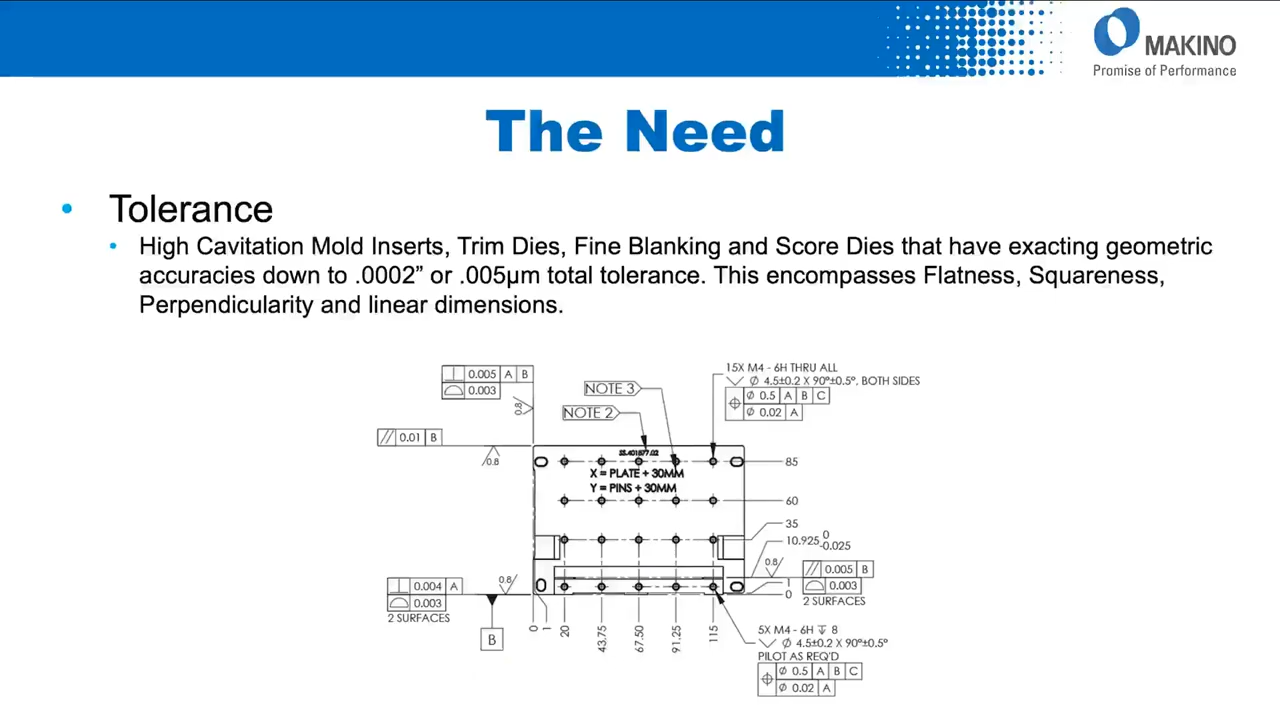 MAKINO
Promise of Performance
The Need
• Tolerance
• High Cavitation Mold Inserts, Trim Dies, Fine Blanking and Score Dies that have exacting geometric
accuracies down to .0002” or .005µm total tolerance. This encompasses Flatness, Squareness,
Perpendicularity and linear dimensions.
⊥ 0.005 A B
⌓ 0.003
0.8
NOTE 3
NOTE 2
15X M4 - 6H THRU ALL
⌵ Ø 4.5±0.2 X 90°±0.5°, BOTH SIDES
⌖ Ø 0.5 A B C
Ø 0.02 A
// 0.01 B
0.8
SS.401877.02
X = PLATE + 30MM
Y = PINS + 30MM
85
60
35
10.925 0 -0.025
0.8
// 0.005 B
⌓ 0.003
2 SURFACES
1
0
⊥ 0.004 A
⌓ 0.003
2 SURFACES
0.8
B
0
1
20
43.75
67.50
91.25
115
5X M4 - 6H ↧ 8
⌵ Ø 4.5±0.2 X 90°±0.5°
PILOT AS REQ'D
⌖ Ø 0.5 A B C
Ø 0.02 A